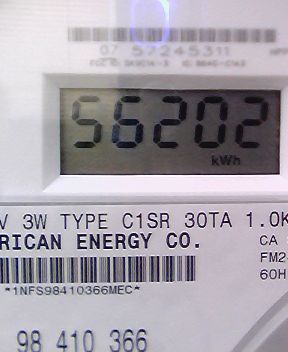 07 57245311
56202
kWh
V 3W TYPE C1SR 30TA 1.0K
RICAN ENERGY CO.
CA
FM2
60H
*1NFS98410366MEC*
98 410 366